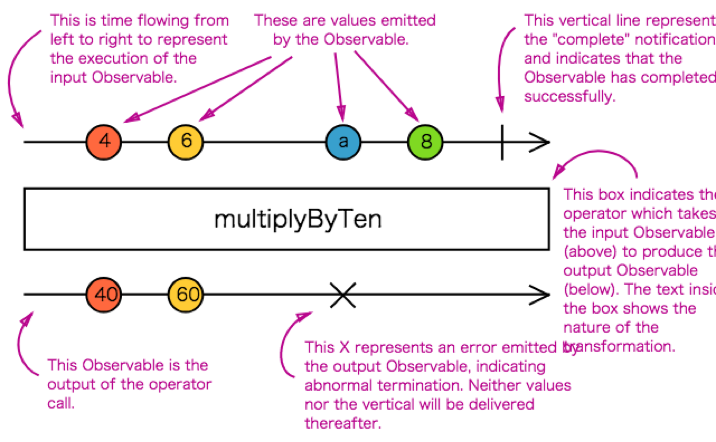 This is time flowing from
left to right to represent
the execution of the
input Observable.
These are values emitted
by the Observable.
This vertical line represent
the "complete" notification
and indicates that the
Observable has completed
successfully.
4
6
a
8
multiplyByTen
This box indicates the
operator which takes
the input Observable
(above) to produce th
output Observable
(below). The text insid
the box shows the
nature of the
transformation.
40
60
This Observable is the
output of the operator
call.
This X represents an error emitted by
the output Observable, indicating
abnormal termination. Neither values
nor the vertical will be delivered
thereafter.